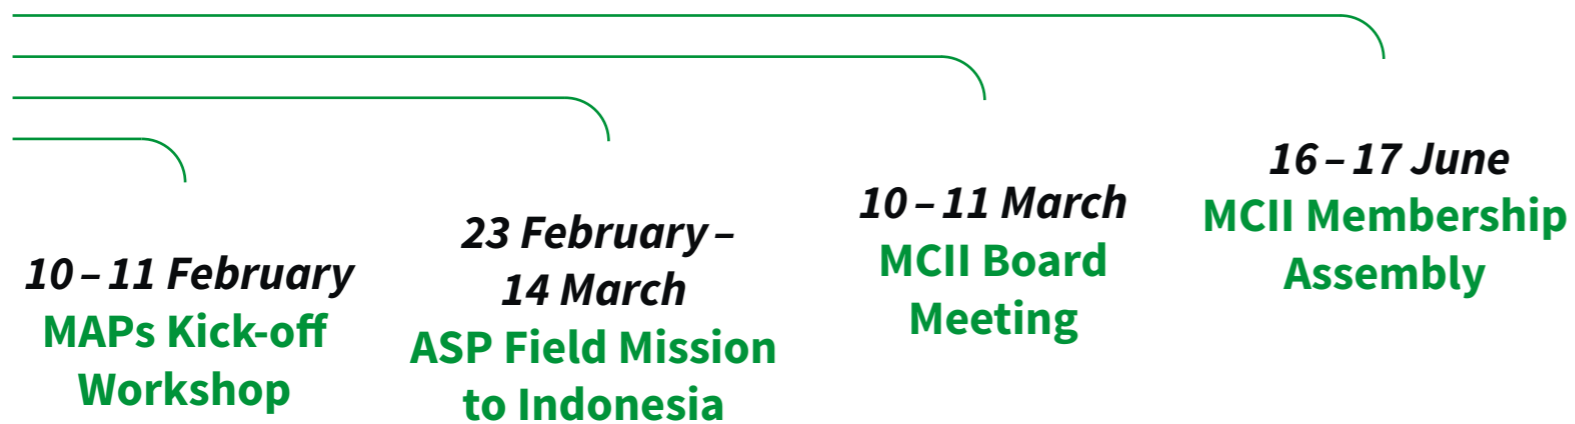 10 – 11 February
MAPs Kick-off
Workshop
23 February –
14 March
ASP Field Mission
to Indonesia
10 – 11 March
MCII Board
Meeting
16 – 17 June
MCII Membership
Assembly